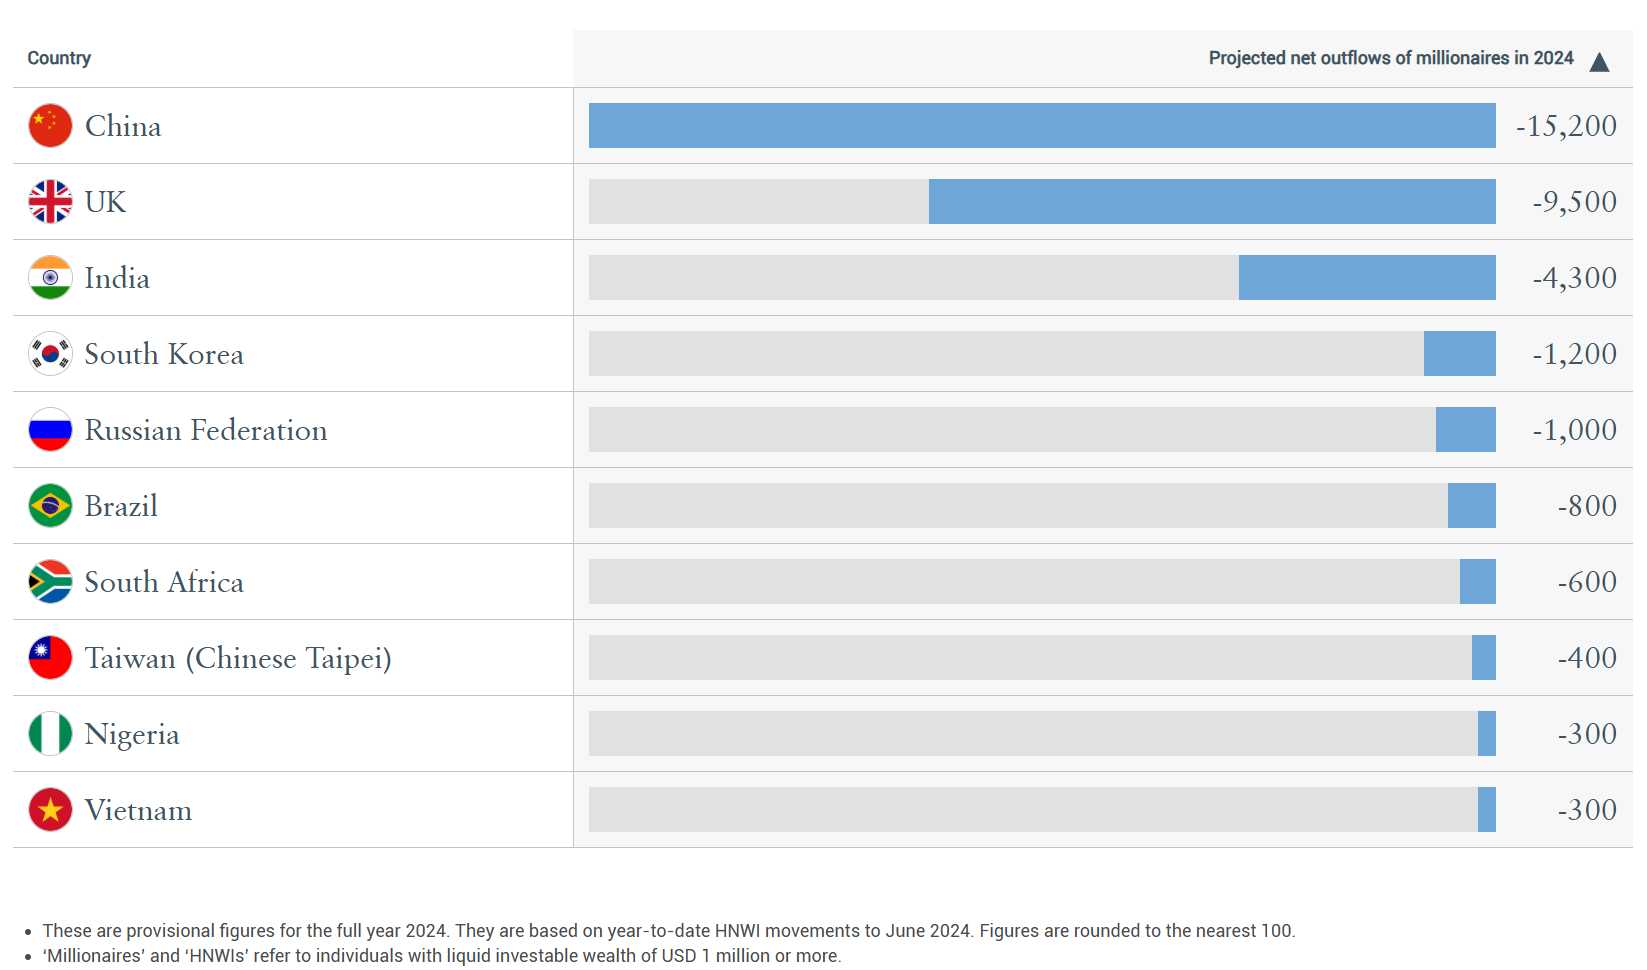 Country Projected net outflows of millionaires in 2024
China -15,200
UK -9,500
India -4,300
South Korea -1,200
Russian Federation -1,000
Brazil -800
South Africa -600
Taiwan (Chinese Taipei) -400
Nigeria -300
Vietnam -300
• These are provisional figures for the full year 2024. They are based on year-to-date HNWI movements to June 2024. Figures are rounded to the nearest 100.
• ‘Millionaires’ and ‘HNWIs’ refer to individuals with liquid investable wealth of USD 1 million or more.